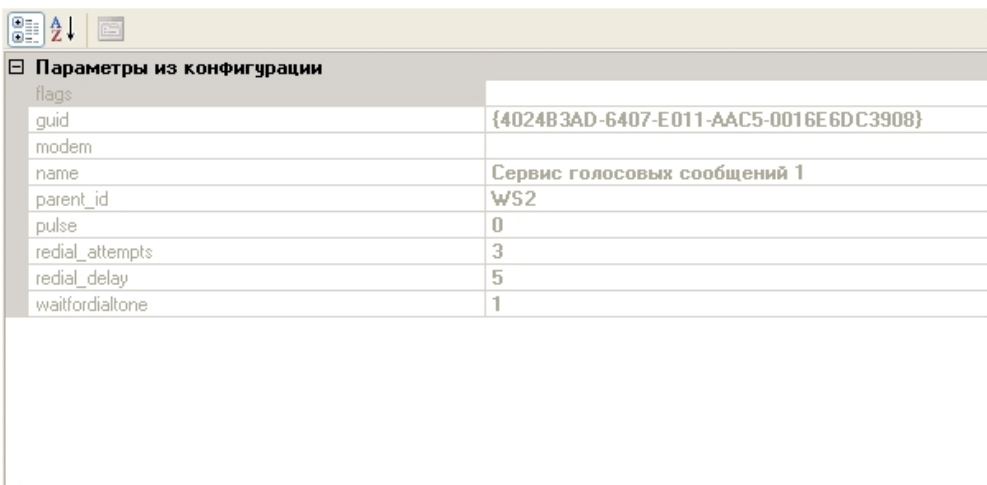 Параметры из конфигурации
flags
guid {4024B3AD-6407-E011-AAC5-0016E6DC3908}
modem
name Сервис голосовых сообщений 1
parent_id WS2
pulse 0
redial_attempts 3
redial_delay 5
waitfordialtone 1